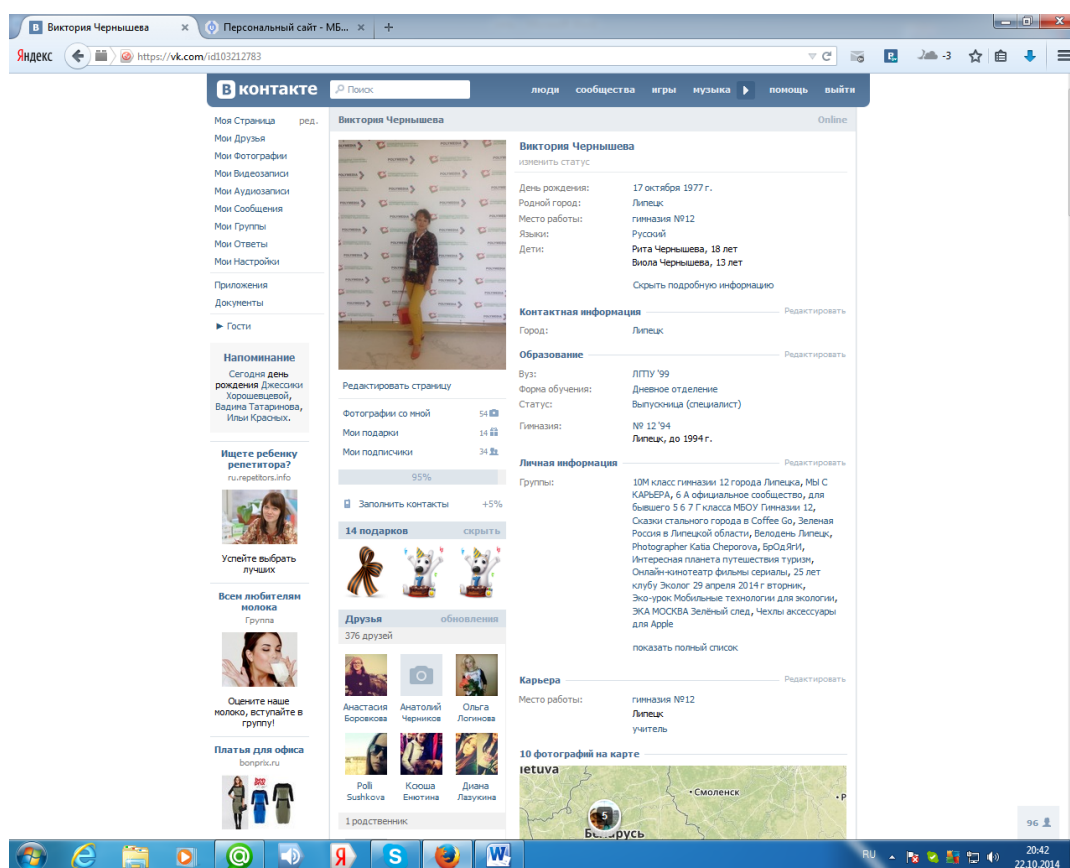 Виктория Чернышева
Персональный сайт - МБ...
Яндекс
https://vk.com/id103212783
-3
В контакте
Поиск
люди сообщества игры музыка помощь выйти
Моя Страница ред.
Мои Друзья
Мои Фотографии
Мои Видеозаписи
Мои Аудиозаписи
Мои Сообщения
Мои Группы
Мои Ответы
Мои Настройки
Приложения
Документы
Гости
Напоминание
Сегодня день
рождения Джессики
Хорошевцевой,
Вадима Татаринова,
Ильи Красных.
Ищете ребенку
репетитора?
ru.repetitors.info
Успейте выбрать
лучших
Всем любителям
молока
Группа
Оцените наше
молоко, вступайте в
группу!
Платья для офиса
bonprix.ru
Виктория Чернышева Online
POLYMEDIA
Редактировать страницу
Фотографии со мной 54
Мои подарки 14
Мои подписчики 34
95%
Заполнить контакты +5%
14 подарков скрыть
Друзья обновления
376 друзей
Анастасия Боровкова
Анатолий Черников
Ольга Логинова
Polli Sushkova
Ксюша Енютина
Диана Лазукина
1 родственник
Виктория Чернышева
изменить статус
День рождения: 17 октября 1977 г.
Родной город: Липецк
Место работы: гимназия №12
Языки: Русский
Дети: Рита Чернышева, 18 лет
Виола Чернышева, 13 лет
Скрыть подробную информацию
Контактная информация Редактировать
Город: Липецк
Образование Редактировать
Вуз: ЛГПУ '99
Форма обучения: Дневное отделение
Статус: Выпускница (специалист)
Гимназия: № 12 '94
Липецк, до 1994 г.
Личная информация Редактировать
Группы: 10М класс гимназии 12 города Липецка, МЫ С
КАРЬЕРА, 6 А официальное сообщество, для
бывшего 5 6 7 Г класса МБОУ Гимназии 12,
Сказки стального города в Coffee Go, Зеленая
Россия в Липецкой области, Велодень Липецк,
Photographer Katia Cheporova, БрОдЯгИ,
Интересная планета путешествия туризм,
Онлайн-кинотеатр фильмы сериалы, 25 лет
клубу Эколог 29 апреля 2014 г вторник,
Эко-урок Мобильные технологии для экологии,
ЭКА МОСКВА Зелёный след, Чехлы аксессуары
для Apple
показать полный список
Карьера Редактировать
Место работы: гимназия №12
Липецк
учитель
10 фотографий на карте
ietuva
Смоленск
5
Беларусь
96
RU
20:42
22.10.2014